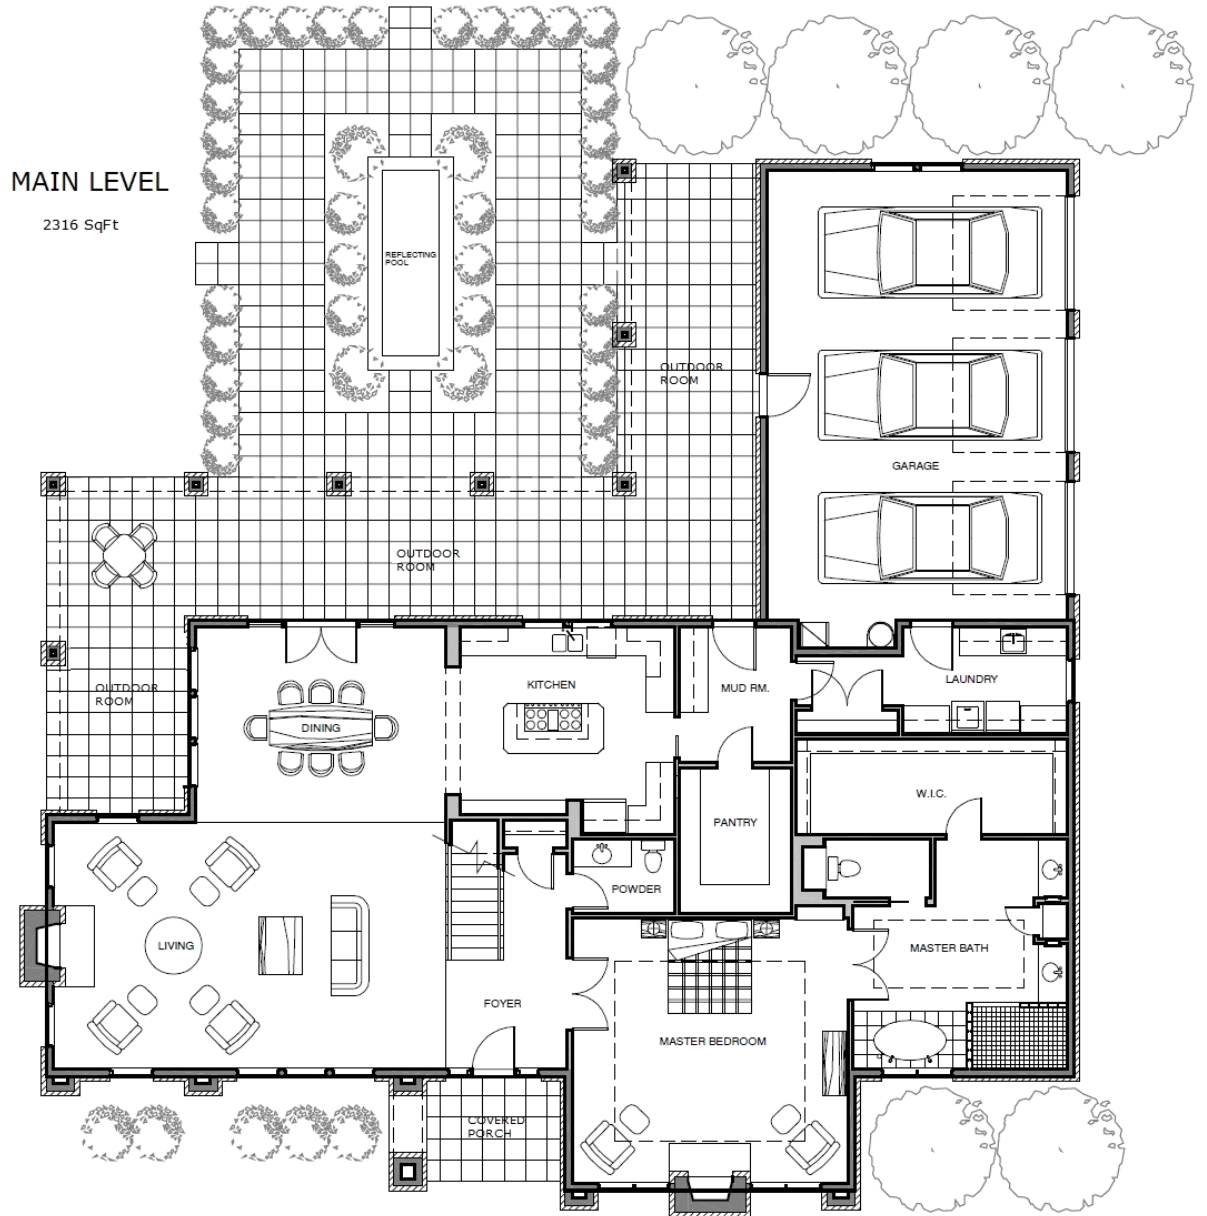 MAIN LEVEL
2316 SqFt
REFLECTING
POOL
OUTDOOR
ROOM
GARAGE
OUTDOOR
ROOM
OUTDOOR
ROOM
KITCHEN
MUD RM.
LAUNDRY
DINING
W.I.C.
PANTRY
POWDER
LIVING
MASTER BATH
FOYER
MASTER BEDROOM
COVERED
PORCH